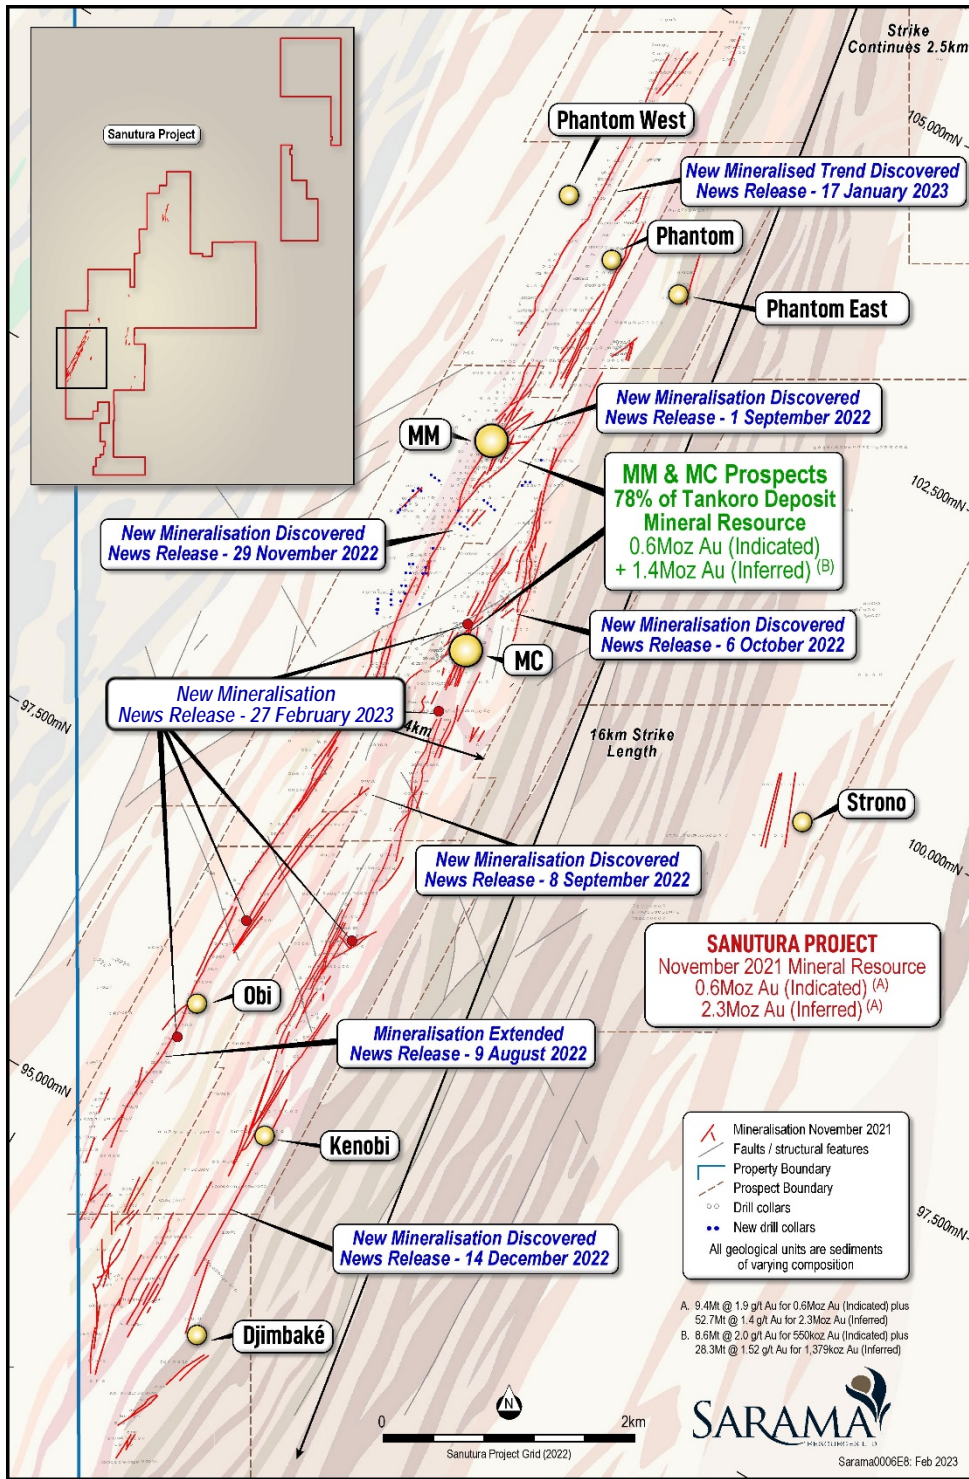 Strike
Continues 2.5km
Sanutura Project
Phantom West
105,000mN
New Mineralised Trend Discovered
News Release - 17 January 2023
Phantom
Phantom East
New Mineralisation Discovered
News Release - 1 September 2022
MM
MM & MC Prospects
78% of Tankoro Deposit
Mineral Resource
0.6Moz Au (Indicated)
+ 1.4Moz Au (Inferred) (B)
102,500mN
New Mineralisation Discovered
News Release - 29 November 2022
New Mineralisation Discovered
News Release - 6 October 2022
MC
New Mineralisation
News Release - 27 February 2023
97,500mN
4km
16km Strike
Length
Strono
New Mineralisation Discovered
News Release - 8 September 2022
100,000mN
SANUTURA PROJECT
November 2021 Mineral Resource
0.6Moz Au (Indicated) (A)
2.3Moz Au (Inferred) (A)
Obi
Mineralisation Extended
News Release - 9 August 2022
95,000mN
Kenobi
Mineralisation November 2021
Faults / structural features
Property Boundary
Prospect Boundary
Drill collars
New drill collars
All geological units are sediments
of varying composition
97,500mN
New Mineralisation Discovered
News Release - 14 December 2022
Djimbaké
A. 9.4Mt @ 1.9 g/t Au for 0.6Moz Au (Indicated) plus
52.7Mt @ 1.4 g/t Au for 2.3Moz Au (Inferred)
B. 8.6Mt @ 2.0 g/t Au for 550koz Au (Indicated) plus
28.3Mt @ 1.52 g/t Au for 1,379koz Au (Inferred)
N
0 2km
Sanutura Project Grid (2022)
SARAMA
RESOURCES LTD
Sarama0006E8: Feb 2023